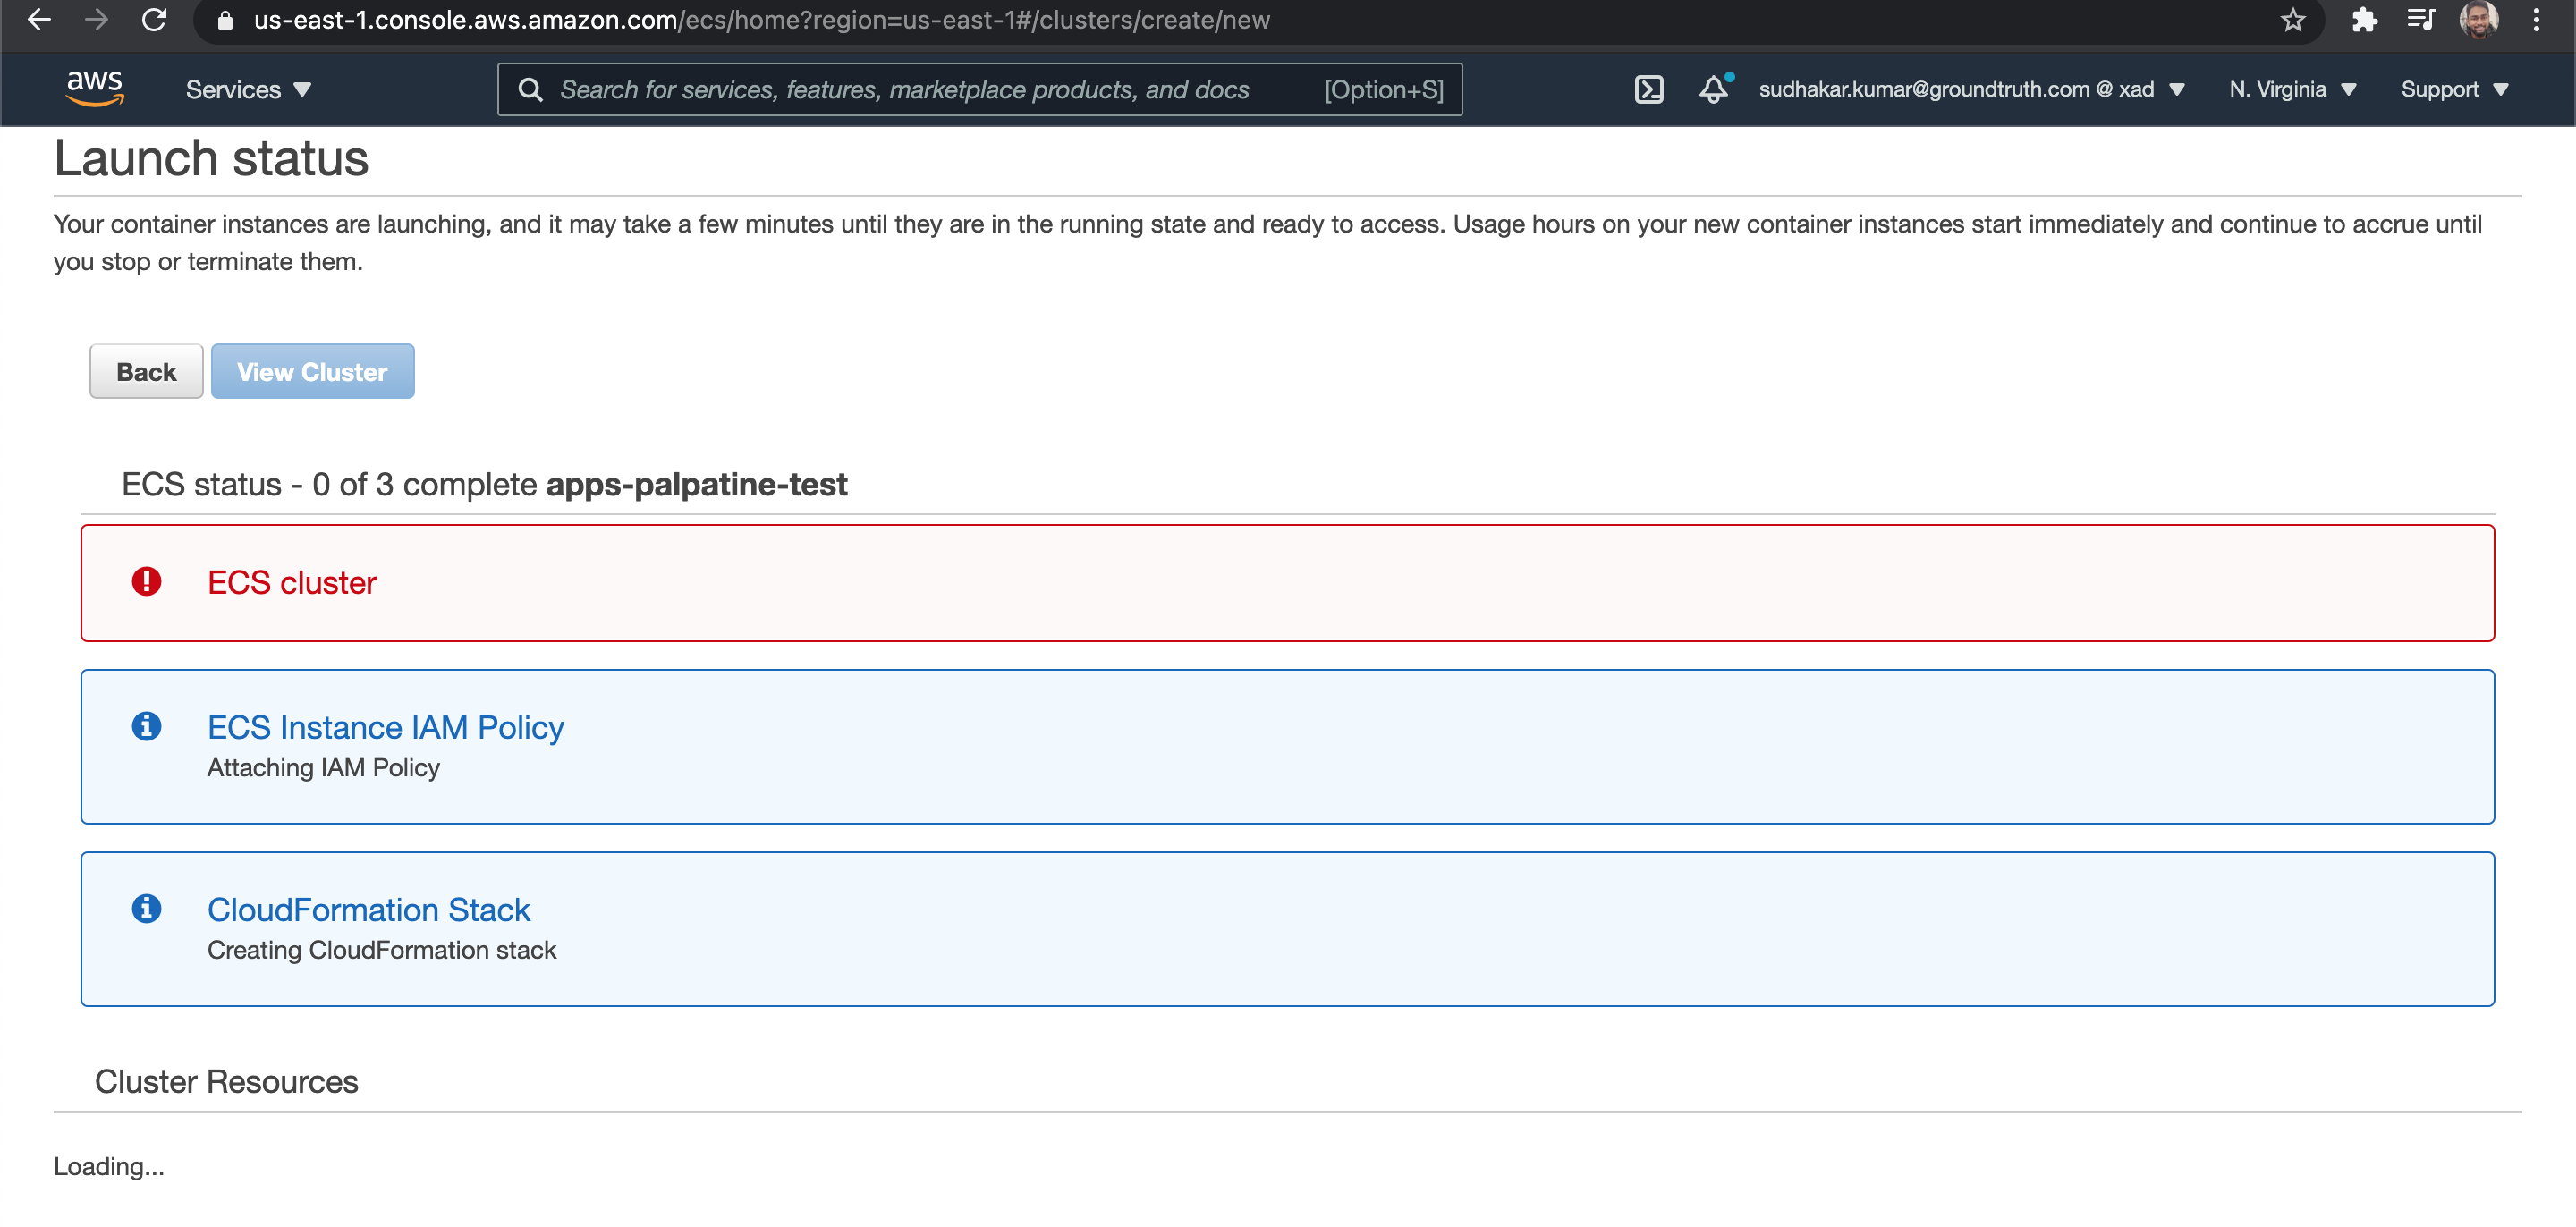 us-east-1.console.aws.amazon.com/ecs/home?region=us-east-1#/clusters/create/new
aws
Services ▼
Search for services, features, marketplace products, and docs [Option+S]
sudhakar.kumar@groundtruth.com @ xad ▼
N. Virginia ▼
Support ▼
Launch status
Your container instances are launching, and it may take a few minutes until they are in the running state and ready to access. Usage hours on your new container instances start immediately and continue to accrue until
you stop or terminate them.
Back
View Cluster
ECS status - 0 of 3 complete apps-palpatine-test
ECS cluster
ECS Instance IAM Policy
Attaching IAM Policy
CloudFormation Stack
Creating CloudFormation stack
Cluster Resources
Loading...